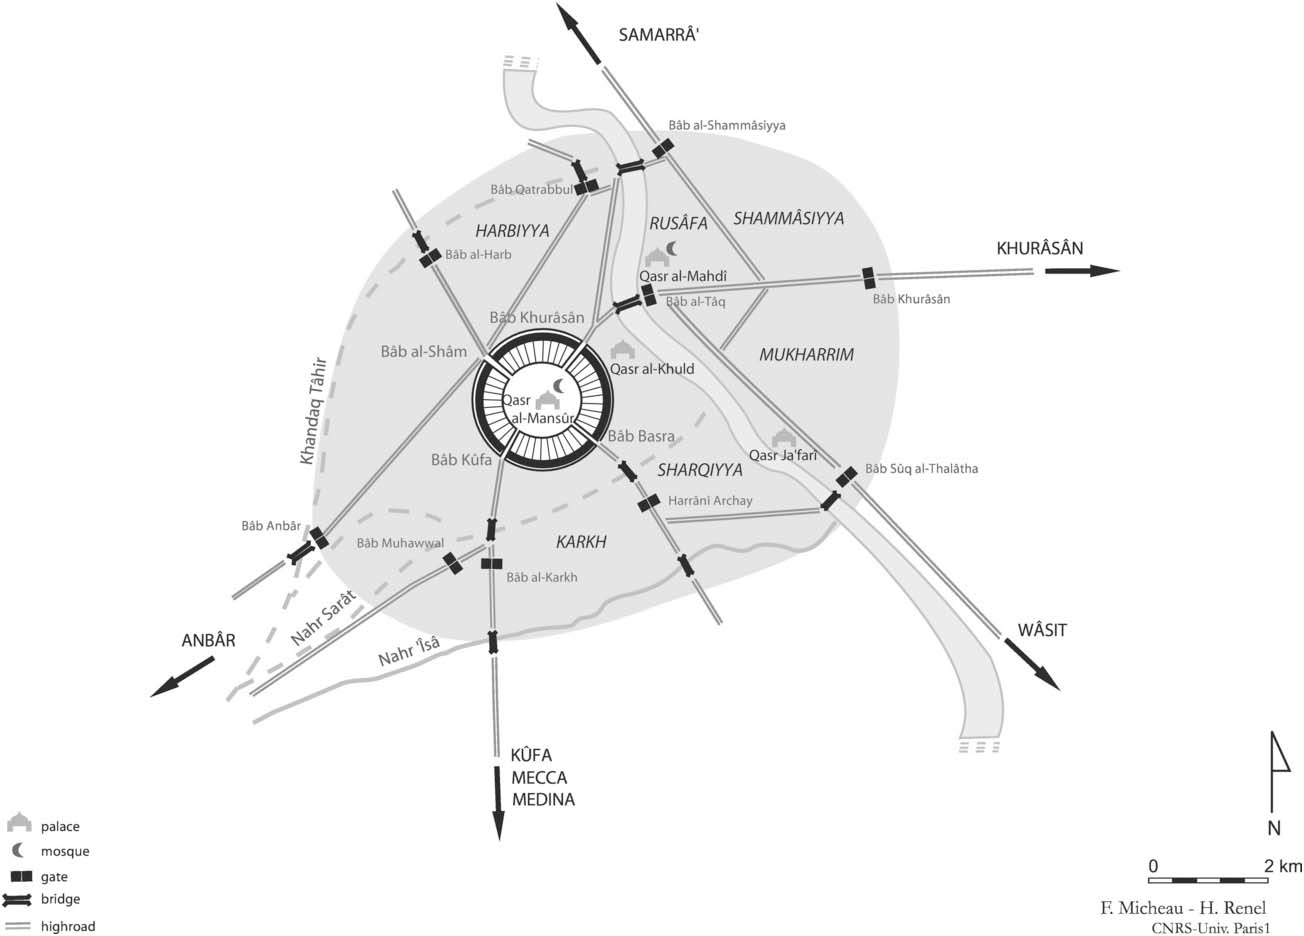 SAMARRÂ'
Bâb al-Shammâsiyya
Bâb Qatrabbul
HARBIYYA
RUSÂFA
SHAMMÂSIYYA
Bâb al-Harb
KHURÂSÂN
Qasr al-Mahdî
Bâb al-Tâq
Bâb Khurâsân
Bâb Khurâsân
Bâb al-Shâm
MUKHARRIM
Qasr al-Khuld
Khandaq Tâhir
Qasr
al-Mansûr
Bâb Basra
Bâb Kûfa
Qasr Ja'farî
SHARQIYYA
Bâb Sûq al-Thalâtha
Harrânî Archay
Bâb Anbâr
Bâb Muhawwal
KARKH
Bâb al-Karkh
Nahr Sarât
Nahr 'Îsâ
ANBÂR
WÂSIT
KÛFA
MECCA
MEDINA
palace
mosque
gate
bridge
highroad
N
0 2 km
F. Micheau - H. Renel
CNRS-Univ. Paris1